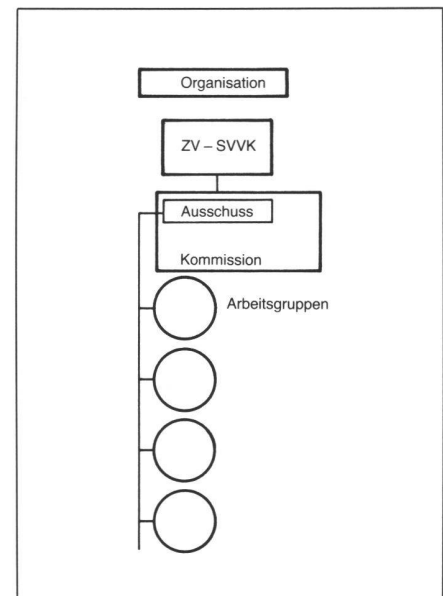 Organisation
ZV – SVVK
Ausschuss
Kommission
Arbeitsgruppen